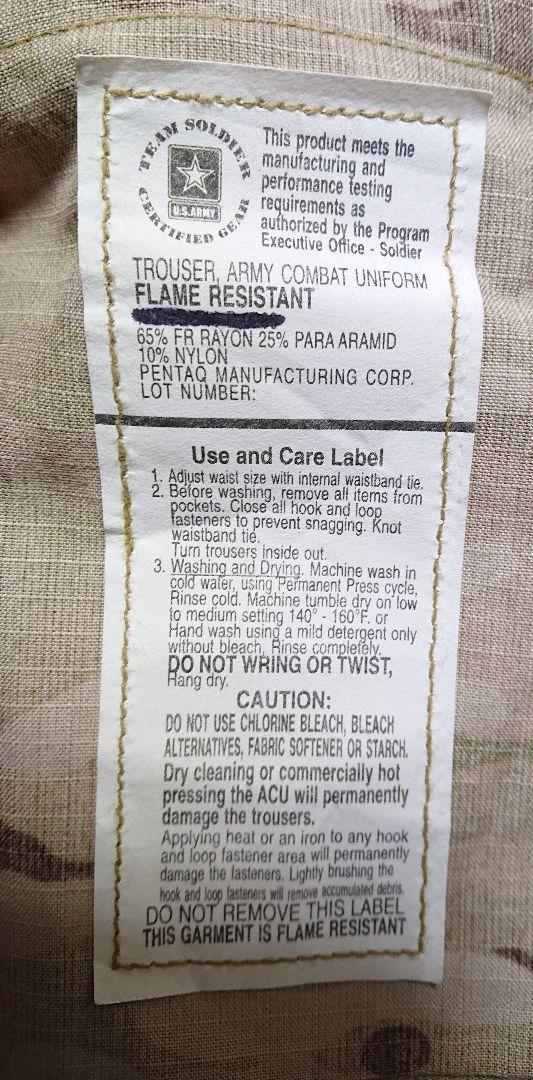 TEAM SOLDIER
U.S. ARMY
CERTIFIED GEAR
This product meets the
manufacturing and
performance testing
requirements as
authorized by the Program
Executive Office - Soldier
TROUSER, ARMY COMBAT UNIFORM
FLAME RESISTANT
65% FR RAYON 25% PARA ARAMID
10% NYLON
PENTAQ MANUFACTURING CORP.
LOT NUMBER:
Use and Care Label
1. Adjust waist size with internal waistband tie.
2. Before washing, remove all items from
pockets. Close all hook and loop
fasteners to prevent snagging. Knot
waistband tie.
Turn trousers inside out.
3. Washing and Drying. Machine wash in
cold water, using Permanent Press cycle,
Rinse cold. Machine tumble dry on low
to medium setting 140° - 160°F. or
Hand wash using a mild detergent only
without bleach, Rinse completely.
DO NOT WRING OR TWIST,
Hang dry.
CAUTION:
DO NOT USE CHLORINE BLEACH, BLEACH
ALTERNATIVES, FABRIC SOFTENER OR STARCH.
Dry cleaning or commercially hot
pressing the ACU will permanently
damage the trousers.
Applying heat or an iron to any hook
and loop fastener area will permanently
damage the fasteners. Lightly brushing the
hook and loop fasteners will remove accumulated debris.
DO NOT REMOVE THIS LABEL
THIS GARMENT IS FLAME RESISTANT